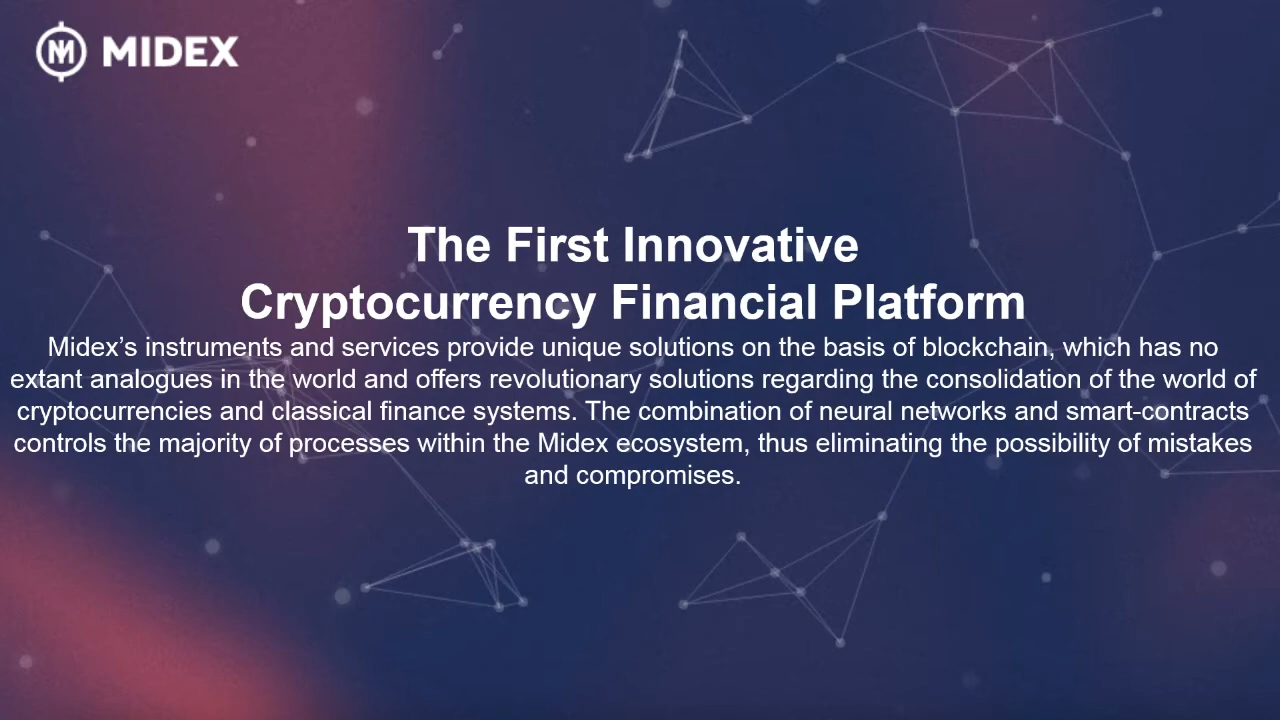 MIDEX
The First Innovative
Cryptocurrency Financial Platform
Midex’s instruments and services provide unique solutions on the basis of blockchain, which has no
extant analogues in the world and offers revolutionary solutions regarding the consolidation of the world of
cryptocurrencies and classical finance systems. The combination of neural networks and smart-contracts
controls the majority of processes within the Midex ecosystem, thus eliminating the possibility of mistakes
and compromises.